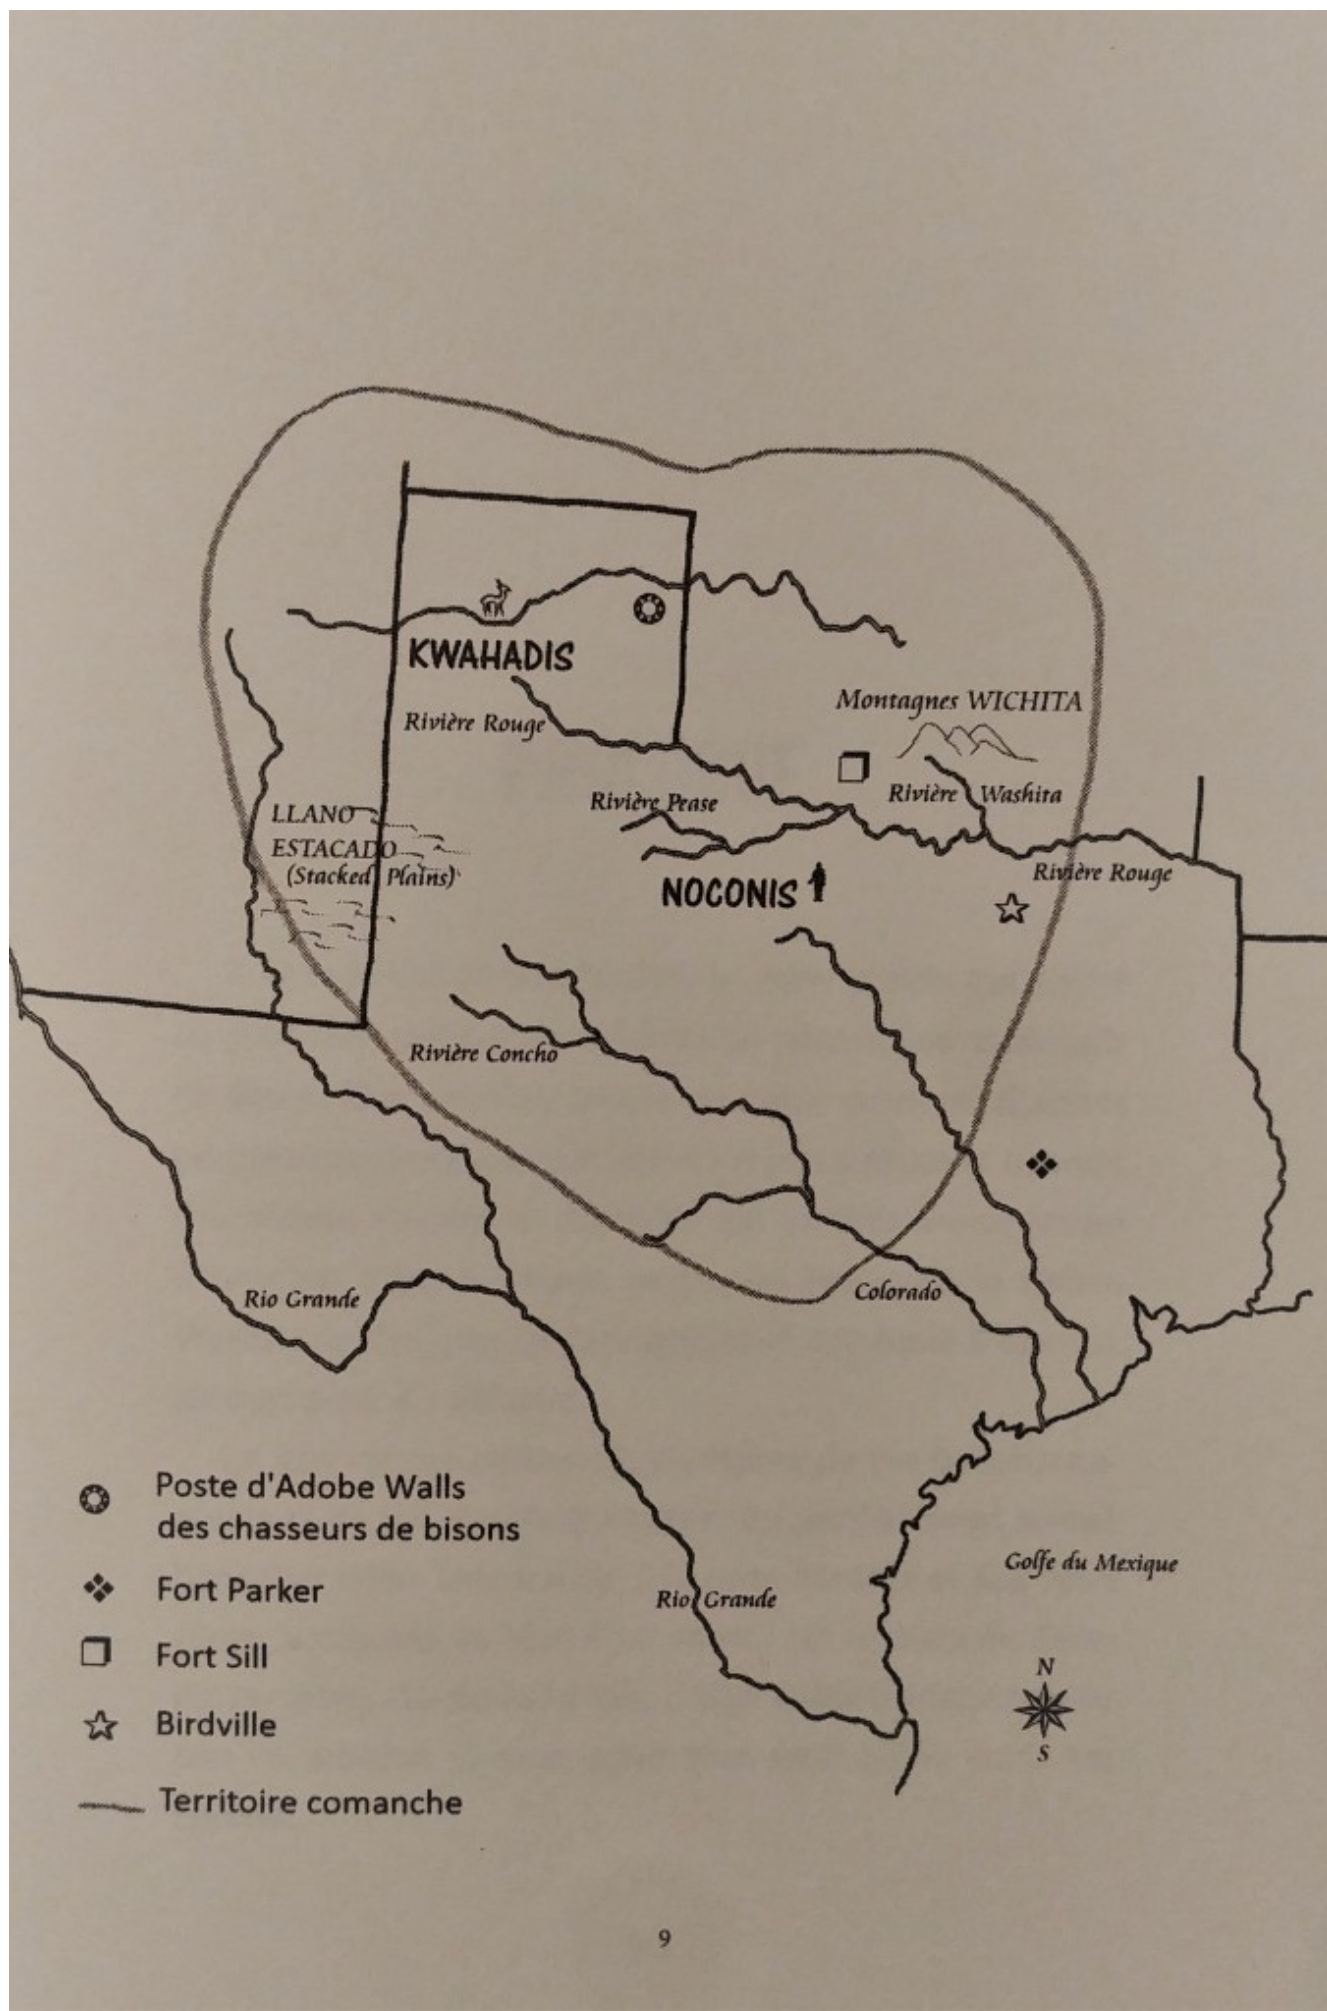 KWAHADIS
Montagnes WICHITA
Rivière Rouge
Rivière Pease
Rivière Washita
LLANO
ESTACADO
(Stacked Plains)
Rivière Rouge
NOCONIS
Rivière Concho
Rio Grande
Colorado
Poste d'Adobe Walls
des chasseurs de bisons
Golfe du Mexique
Fort Parker
Rio Grande
Fort Sill
N
Birdville
S
Territoire comanche
9